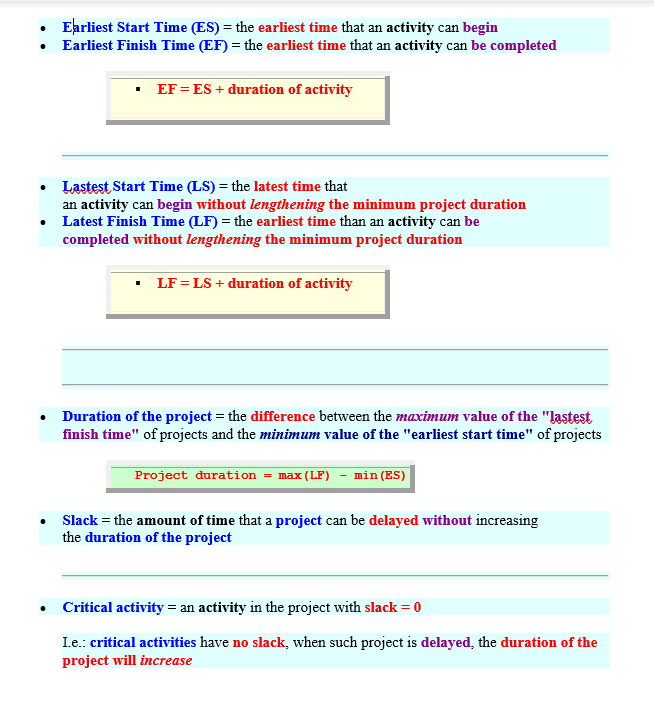 • Earliest Start Time (ES) = the earliest time that an activity can begin
• Earliest Finish Time (EF) = the earliest time that an activity can be completed
▪ EF = ES + duration of activity
• Lastest Start Time (LS) = the latest time that
an activity can begin without lengthening the minimum project duration
• Latest Finish Time (LF) = the earliest time than an activity can be
completed without lengthening the minimum project duration
▪ LF = LS + duration of activity
• Duration of the project = the difference between the maximum value of the "lastest
finish time" of projects and the minimum value of the "earliest start time" of projects
Project duration = max(LF) - min(ES)
• Slack = the amount of time that a project can be delayed without increasing
the duration of the project
• Critical activity = an activity in the project with slack = 0
I.e.: critical activities have no slack, when such project is delayed, the duration of the
project will increase